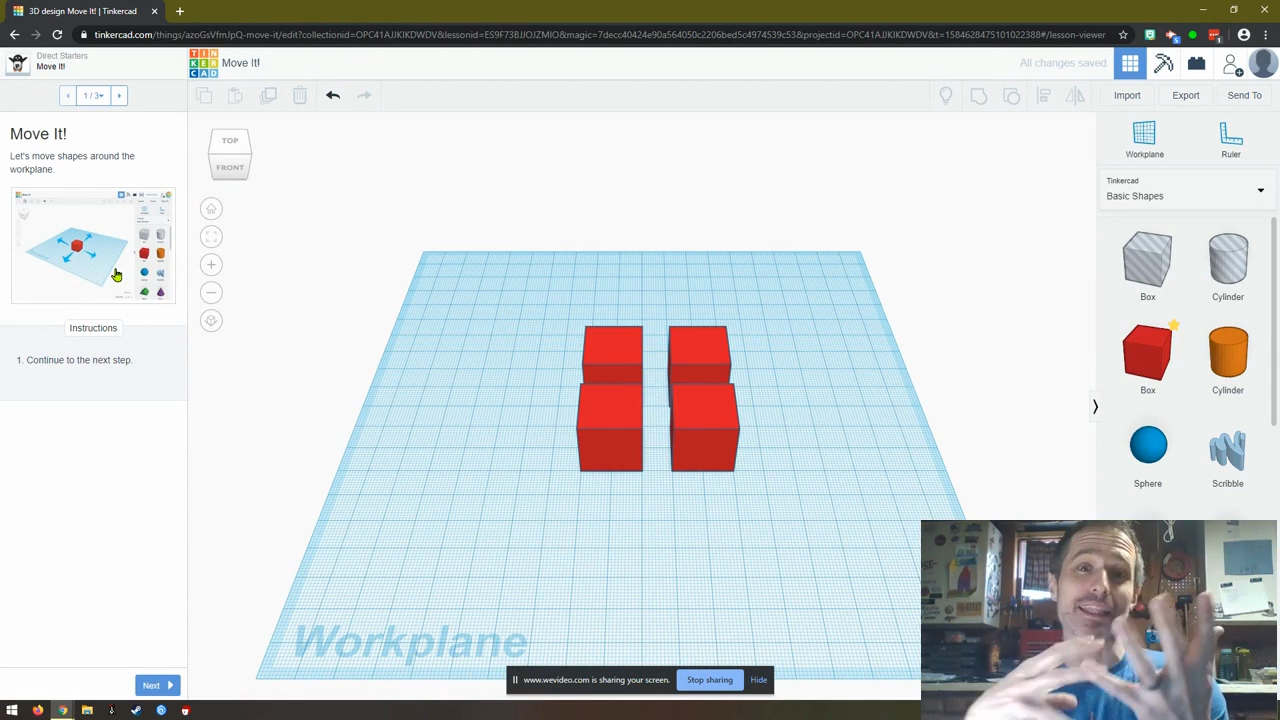 3D design Move It! | Tinkercad
tinkercad.com/things/azoGsVfmJpQ-move-it/edit?collectionid=OPC41AJJKIKDWDV&lessonid=ES9F73BJJOJZMIO&magic=7decc40424e90a564050c2206bed5c4974539c53&projectid=OPC41AJJKIKDWDV&t=1584628475101022388#/lesson-viewer
Direct Starters
Move It!
TIN
KER
CAD
Move It!
All changes saved
1 / 3
Import
Export
Send To
Move It!
Let's move shapes around the
workplane.
Instructions
1. Continue to the next step.
Next
TOP
FRONT
Workplane
Ruler
Tinkercad
Basic Shapes
Box
Cylinder
Box
Cylinder
Sphere
Scribble
Workplane
www.wevideo.com is sharing your screen.
Stop sharing
Hide